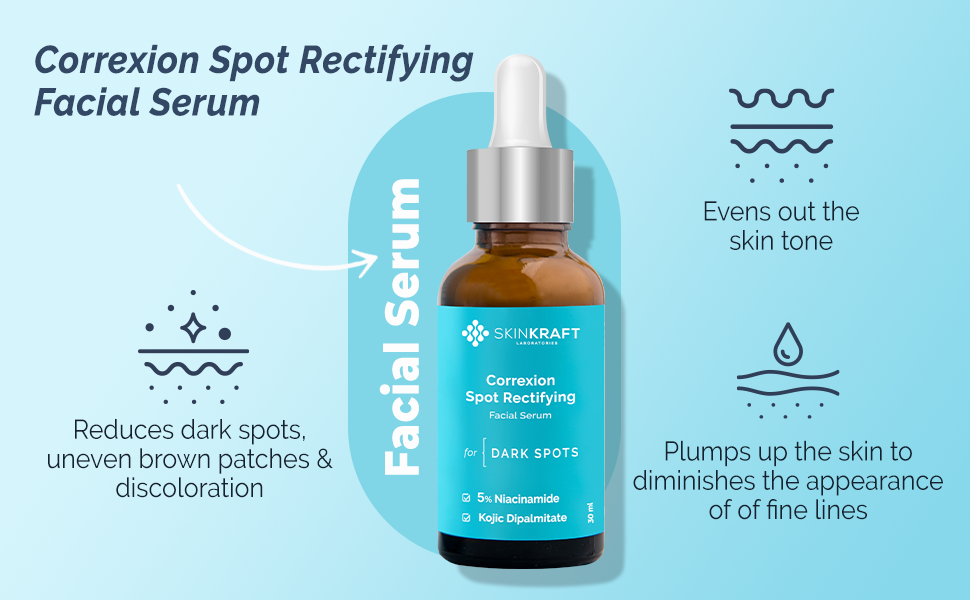 Correxion Spot Rectifying
Facial Serum
Facial Serum
SKINKRAFT
LABORATORIES
Correxion
Spot Rectifying
Facial Serum
for { DARK SPOTS
5% Niacinamide
Kojic Dipalmitate
30 ml
Reduces dark spots,
uneven brown patches &
discoloration
Evens out the
skin tone
Plumps up the skin to
diminishes the appearance
of of fine lines